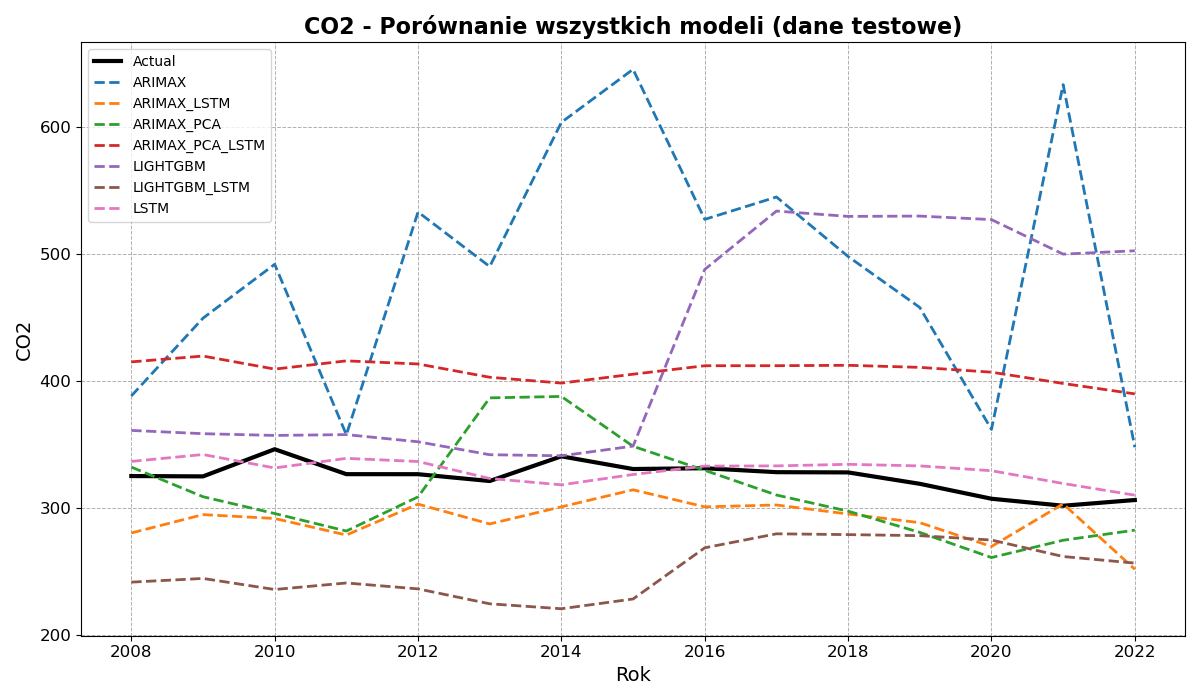 CO2 - Porównanie wszystkich modeli (dane testowe)
Actual
ARIMAX
ARIMAX_LSTM
ARIMAX_PCA
ARIMAX_PCA_LSTM
LIGHTGBM
LIGHTGBM_LSTM
LSTM
CO2
600
500
400
300
200
2008 2010 2012 2014 2016 2018 2020 2022
Rok